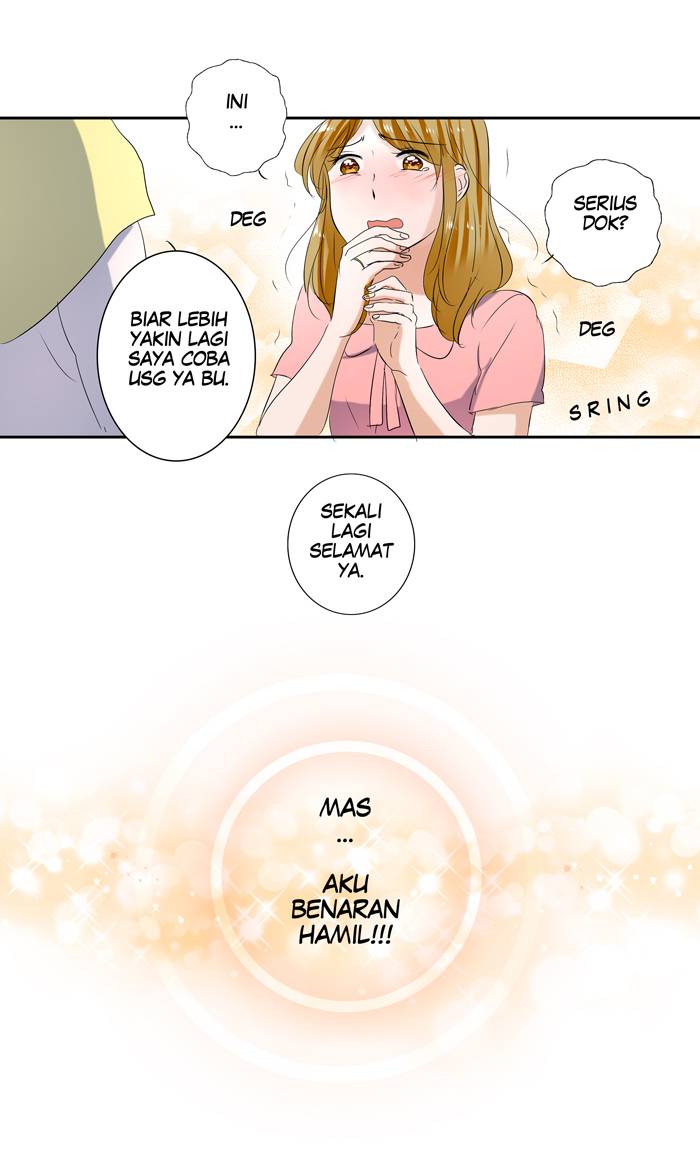 INI
...
DEG
SERIUS
DOK?
DEG
SRING
BIAR LEBIH
YAKIN LAGI
SAYA COBA
USG YA BU.
SEKALI
LAGI
SELAMAT
YA.
MAS
...
AKU
BENARAN
HAMIL!!!